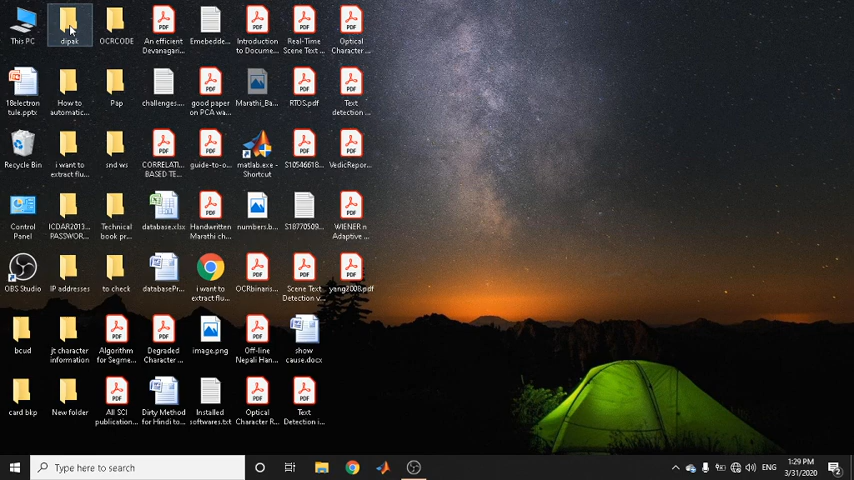 This PC
dipak
OCRCODE
An efficient
Devanagari...
Emebedde...
Introduction
to Docume...
Real-Time
Scene Text ...
Optical
Character ...
18electron
tule.pptx
How to
automatic...
Pap
challenges....
good paper
on PCA wa...
Marathi_Ba...
RTOS.pdf
Text
detection ...
Recycle Bin
i want to
extract flu...
snd ws
CORRELATI...
BASED TE...
guide-to-o...
matlab.exe -
Shortcut
S10546618...
VedicRepor...
Control
Panel
ICDAR2013...
PASSWOR...
Technical
book pr...
database.xlsx
Handwritten
Marathi ch...
numbers.b...
S18770509...
WIENER n
Adaptive ...
OBS Studio
IP addresses
to check
databasePr...
i want to
extract flu...
OCRbinaris...
Scene Text
Detection v...
yang2008.pdf
bcud
jt character
information
Algorithm
for Segme...
Degraded
Character ...
image.png
Off-line
Nepali Han...
show
cause.docx
card bkp
New folder
All SCI
publication...
Dirty Method
for Hindi to...
Installed
softwares.txt
Optical
Character R...
Text
Detection i...
Type here to search
ENG
1:29 PM
3/31/2020
2